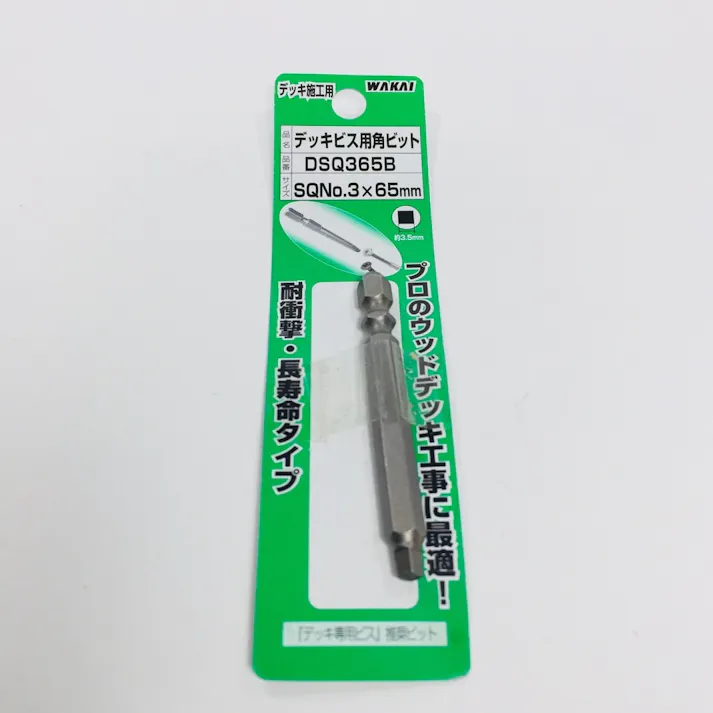 デッキ施工用 WAKAI
品名 デッキビス用角ビット
品番 DSQ365B
サイズ SQNo.3×65mm
約3.5mm
プロのウッドデッキ工事に最適!
耐衝撃・長寿命タイプ
「デッキ専用ビス」推奨ビット